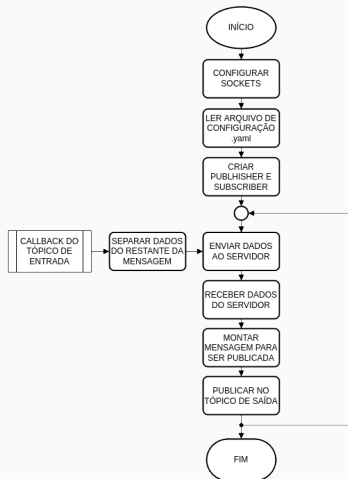 INÍCIO
CONFIGURAR
SOCKETS
LER ARQUIVO DE
CONFIGURAÇÃO
.yaml
CRIAR
PUBLHISHER E
SUBSCRIBER
CALLBACK DO
TÓPICO DE
ENTRADA
SEPARAR DADOS
DO RESTANTE DA
MENSAGEM
ENVIAR DADOS
AO SERVIDOR
RECEBER DADOS
DO SERVIDOR
MONTAR
MENSAGEM PARA
SER PUBLICADA
PUBLICAR NO
TÓPICO DE SAÍDA
FIM